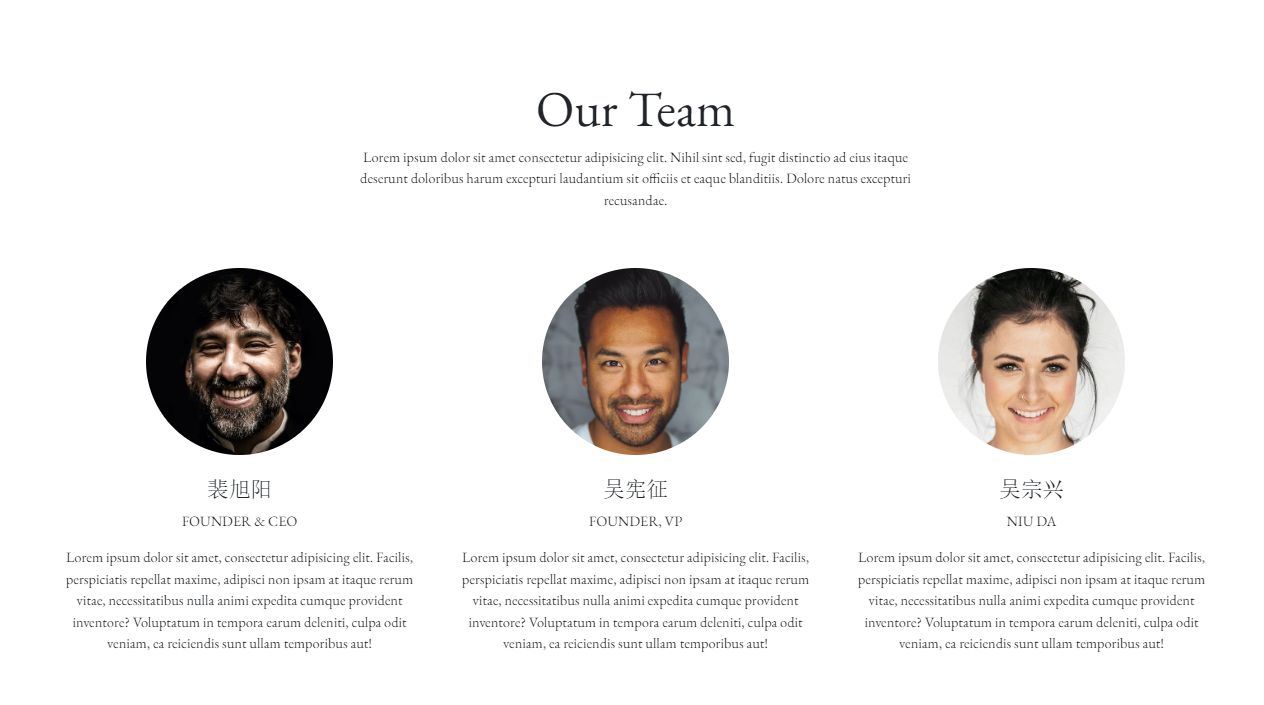 Our Team
Lorem ipsum dolor sit amet consectetur adipisicing elit. Nihil sint sed, fugit distinctio ad eius itaque
deserunt doloribus harum excepturi laudantium sit officiis et eaque blanditiis. Dolore natus excepturi
recusandae.
裴旭阳
FOUNDER & CEO
Lorem ipsum dolor sit amet, consectetur adipisicing elit. Facilis,
perspiciatis repellat maxime, adipisci non ipsam at itaque rerum
vitae, necessitatibus nulla animi expedita cumque provident
inventore? Voluptatum in tempora earum deleniti, culpa odit
veniam, ea reiciendis sunt ullam temporibus aut!
吴宪征
FOUNDER, VP
Lorem ipsum dolor sit amet, consectetur adipisicing elit. Facilis,
perspiciatis repellat maxime, adipisci non ipsam at itaque rerum
vitae, necessitatibus nulla animi expedita cumque provident
inventore? Voluptatum in tempora earum deleniti, culpa odit
veniam, ea reiciendis sunt ullam temporibus aut!
吴宗兴
NIU DA
Lorem ipsum dolor sit amet, consectetur adipisicing elit. Facilis,
perspiciatis repellat maxime, adipisci non ipsam at itaque rerum
vitae, necessitatibus nulla animi expedita cumque provident
inventore? Voluptatum in tempora earum deleniti, culpa odit
veniam, ea reiciendis sunt ullam temporibus aut!